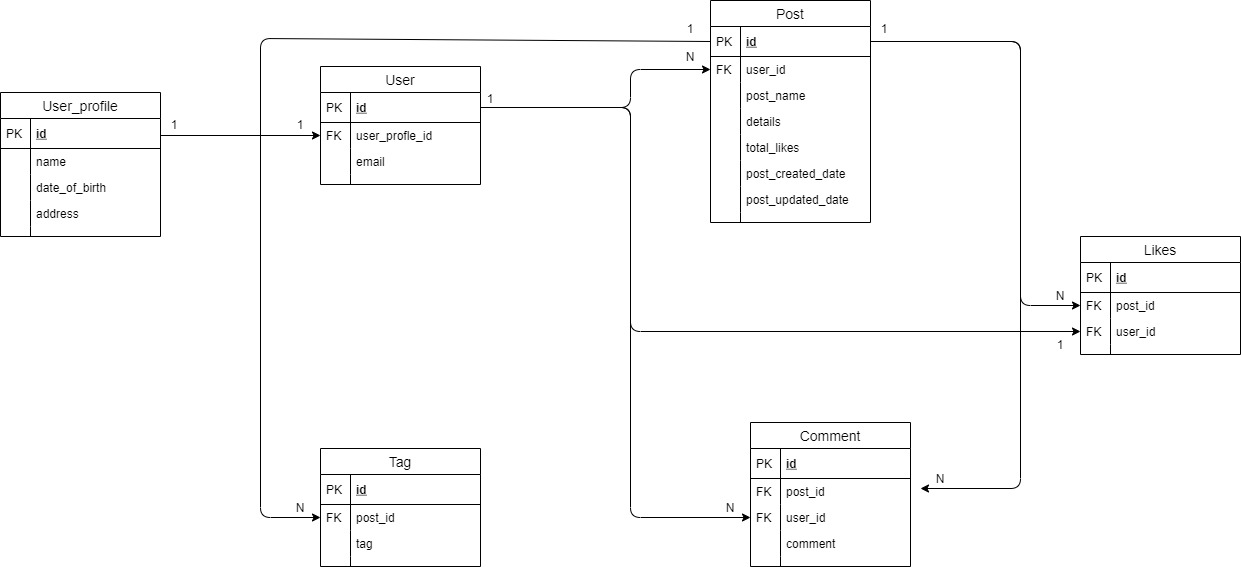 Post
PK id
FK user_id
post_name
details
total_likes
post_created_date
post_updated_date
1
1
N
User
PK id
FK user_profle_id
email
1
User_profile
PK id
name
date_of_birth
address
1
1
Likes
PK id
FK post_id
FK user_id
N
1
Comment
PK id
FK post_id
FK user_id
comment
N
N
Tag
PK id
FK post_id
tag
N